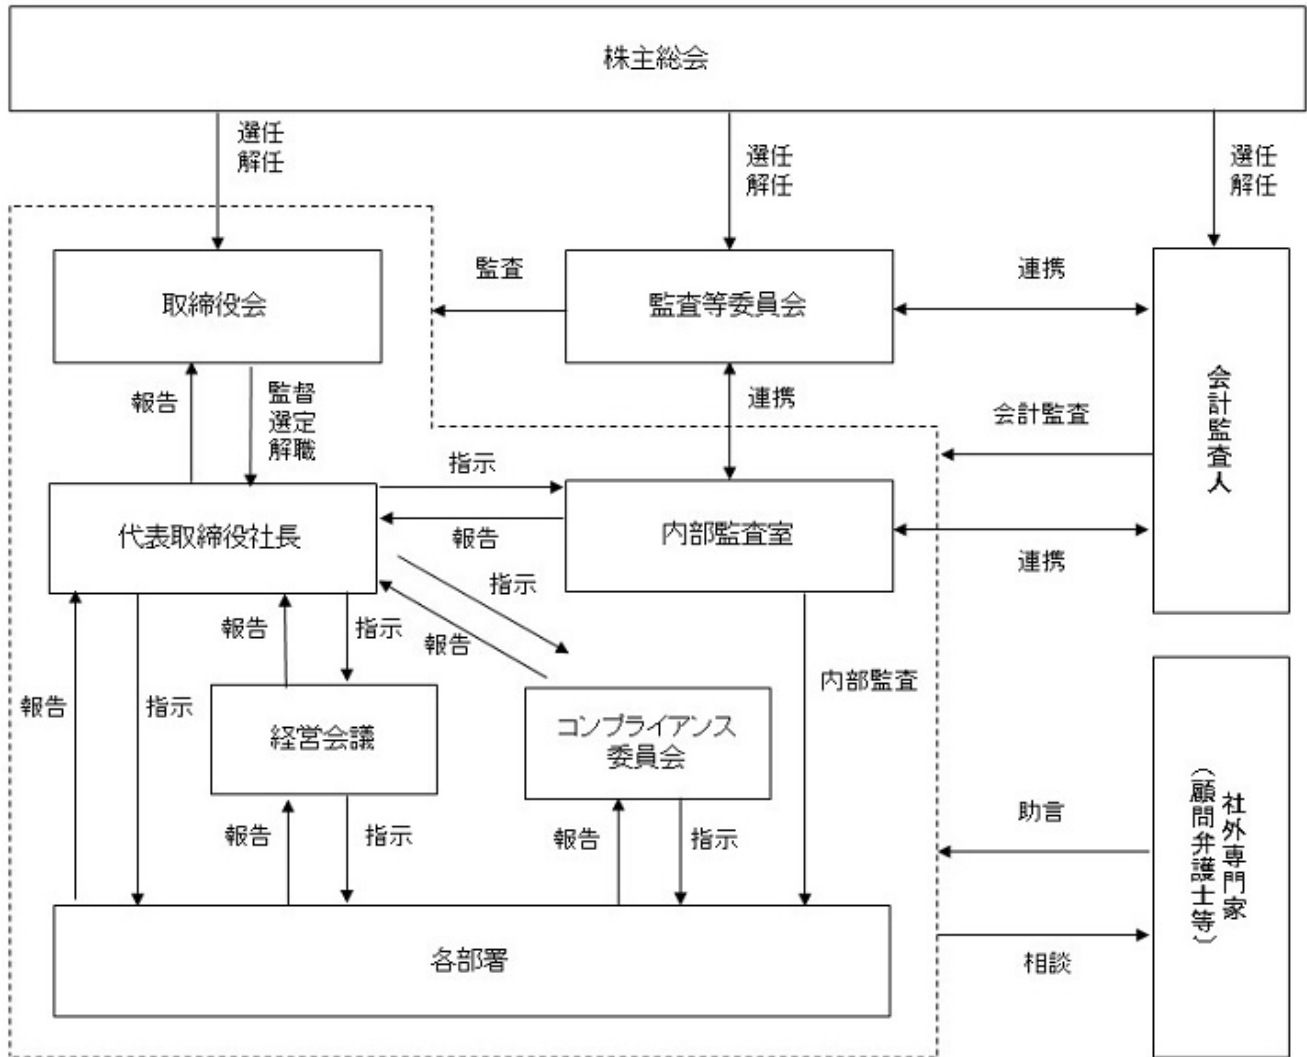 株主総会
選任
解任
選任
解任
選任
解任
取締役会
監査
監査等委員会
連携
会計監査人
報告
監督
選定
解職
連携
会計監査
指示
代表取締役社長
報告
内部監査室
連携
指示
報告
報告
指示
報告
指示
内部監査
経営会議
コンプライアンス
委員会
報告
指示
報告
指示
助言
社外専門家
（顧問弁護士等）
各部署
相談